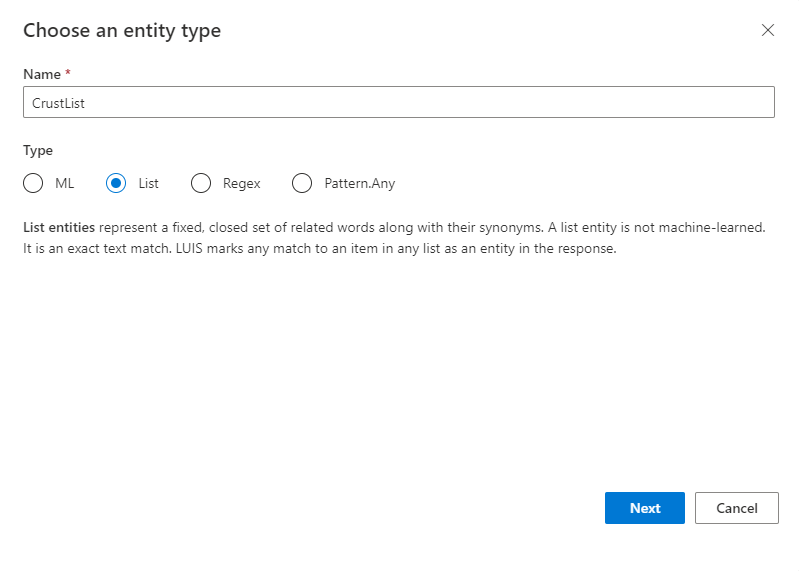 Choose an entity type
Name *
CrustList
Type
ML List Regex Pattern.Any
List entities represent a fixed, closed set of related words along with their synonyms. A list entity is not machine-learned.
It is an exact text match. LUIS marks any match to an item in any list as an entity in the response.
Next Cancel